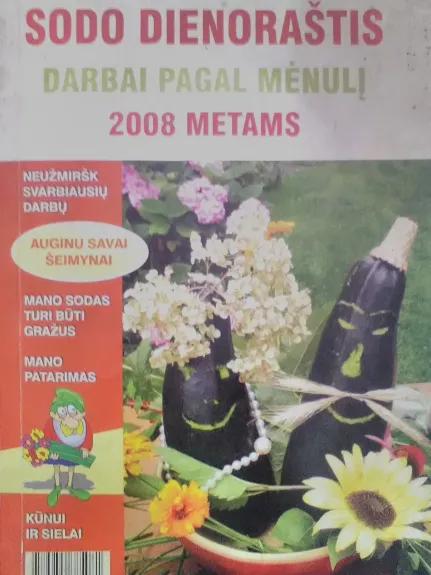 SODO DIENORAŠTIS
DARBAI PAGAL MĖNULĮ
2008 METAMS
NEUŽMIRŠK
SVARBIAUSIŲ
DARBŲ
AUGINU SAVAI
ŠEIMYNAI
MANO SODAS
TURI BŪTI
GRAŽUS
MANO
PATARIMAS
KŪNUI
IR SIELAI